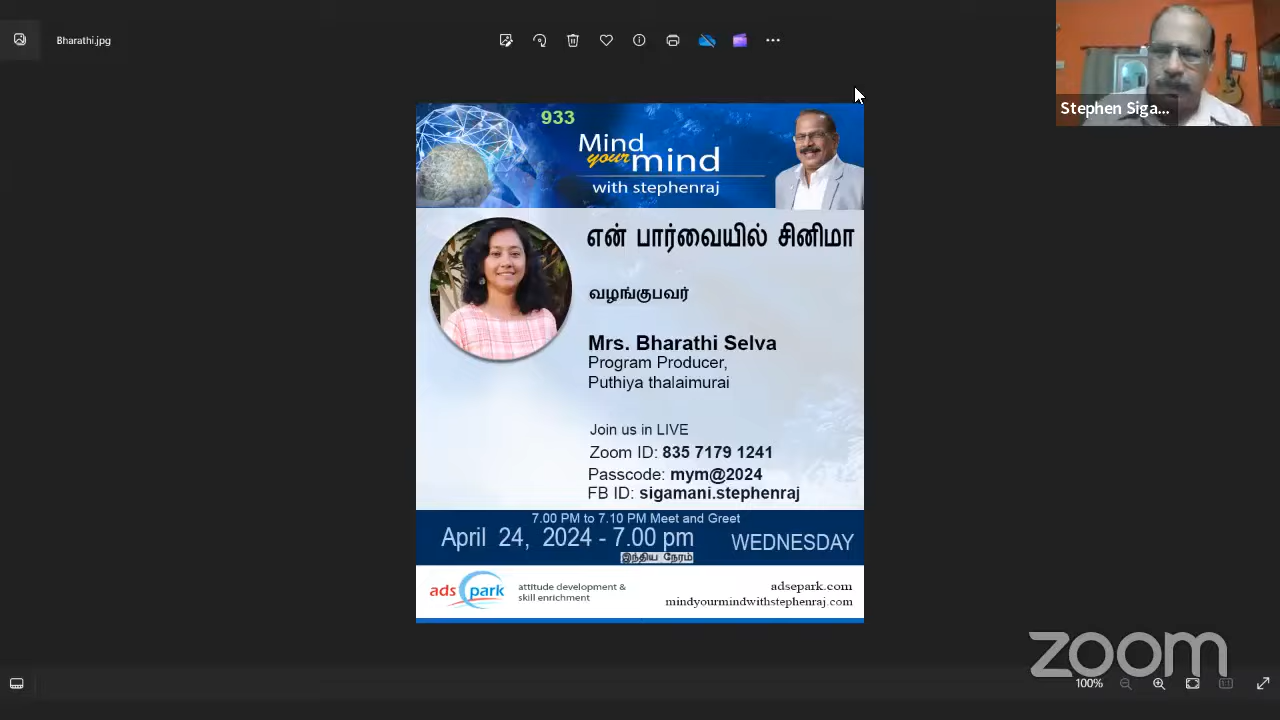 Bharathi.jpg
Stephen Siga...
933
Mind
your mind
with stephenraj
என் பார்வையில் சினிமா
வழங்குபவர்
Mrs. Bharathi Selva
Program Producer,
Puthiya thalaimurai
Join us in LIVE
Zoom ID: 835 7179 1241
Passcode: mym@2024
FB ID: sigamani.stephenraj
7.00 PM to 7.10 PM Meet and Greet
April 24, 2024 - 7.00 pm WEDNESDAY
இந்திய நேரம்
ads park
attitude development &
skill enrichment
adsepark.com
mindyourmindwithstephenraj.com
zoom
100%